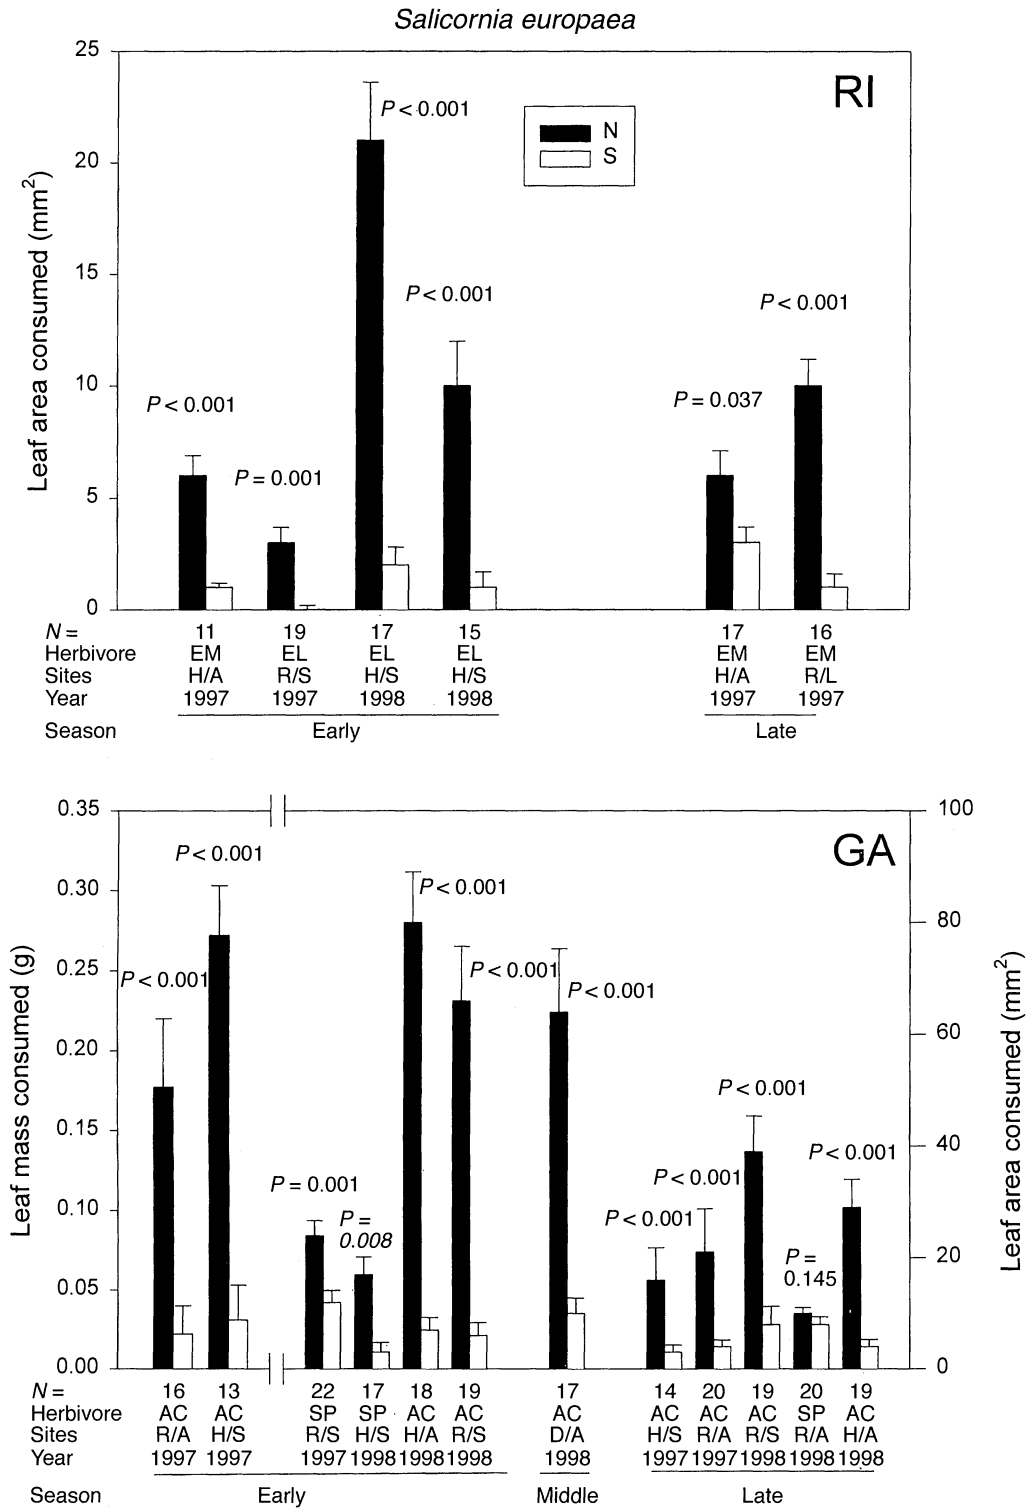 Salicornia europaea
RI
N
S
Leaf area consumed (mm2)
25
20
15
10
5
0
P < 0.001
P = 0.001
P < 0.001
P < 0.001
P = 0.037
P < 0.001
N = 11 19 17 15 17 16
Herbivore EM EL EL EL EM EM
Sites H/A R/S H/S H/S H/A R/L
Year 1997 1997 1998 1998 1997 1997
Season Early Late
GA
Leaf mass consumed (g)
0.35
0.30
0.25
0.20
0.15
0.10
0.05
0.00
Leaf area consumed (mm2)
100
80
60
40
20
0
P < 0.001
P < 0.001
P = 0.001
P =
0.008
P < 0.001
P < 0.001
P < 0.001
P < 0.001
P < 0.001
P < 0.001
P =
0.145
P < 0.001
N = 16 13 22 17 18 19 17 14 20 19 20 19
Herbivore AC AC SP SP AC AC AC AC AC AC SP AC
Sites R/A H/S R/S H/S H/A R/S D/A H/S R/A R/S R/A H/A
Year 1997 1997 1997 1998 1998 1998 1998 1997 1997 1998 1998 1998
Season Early Middle Late